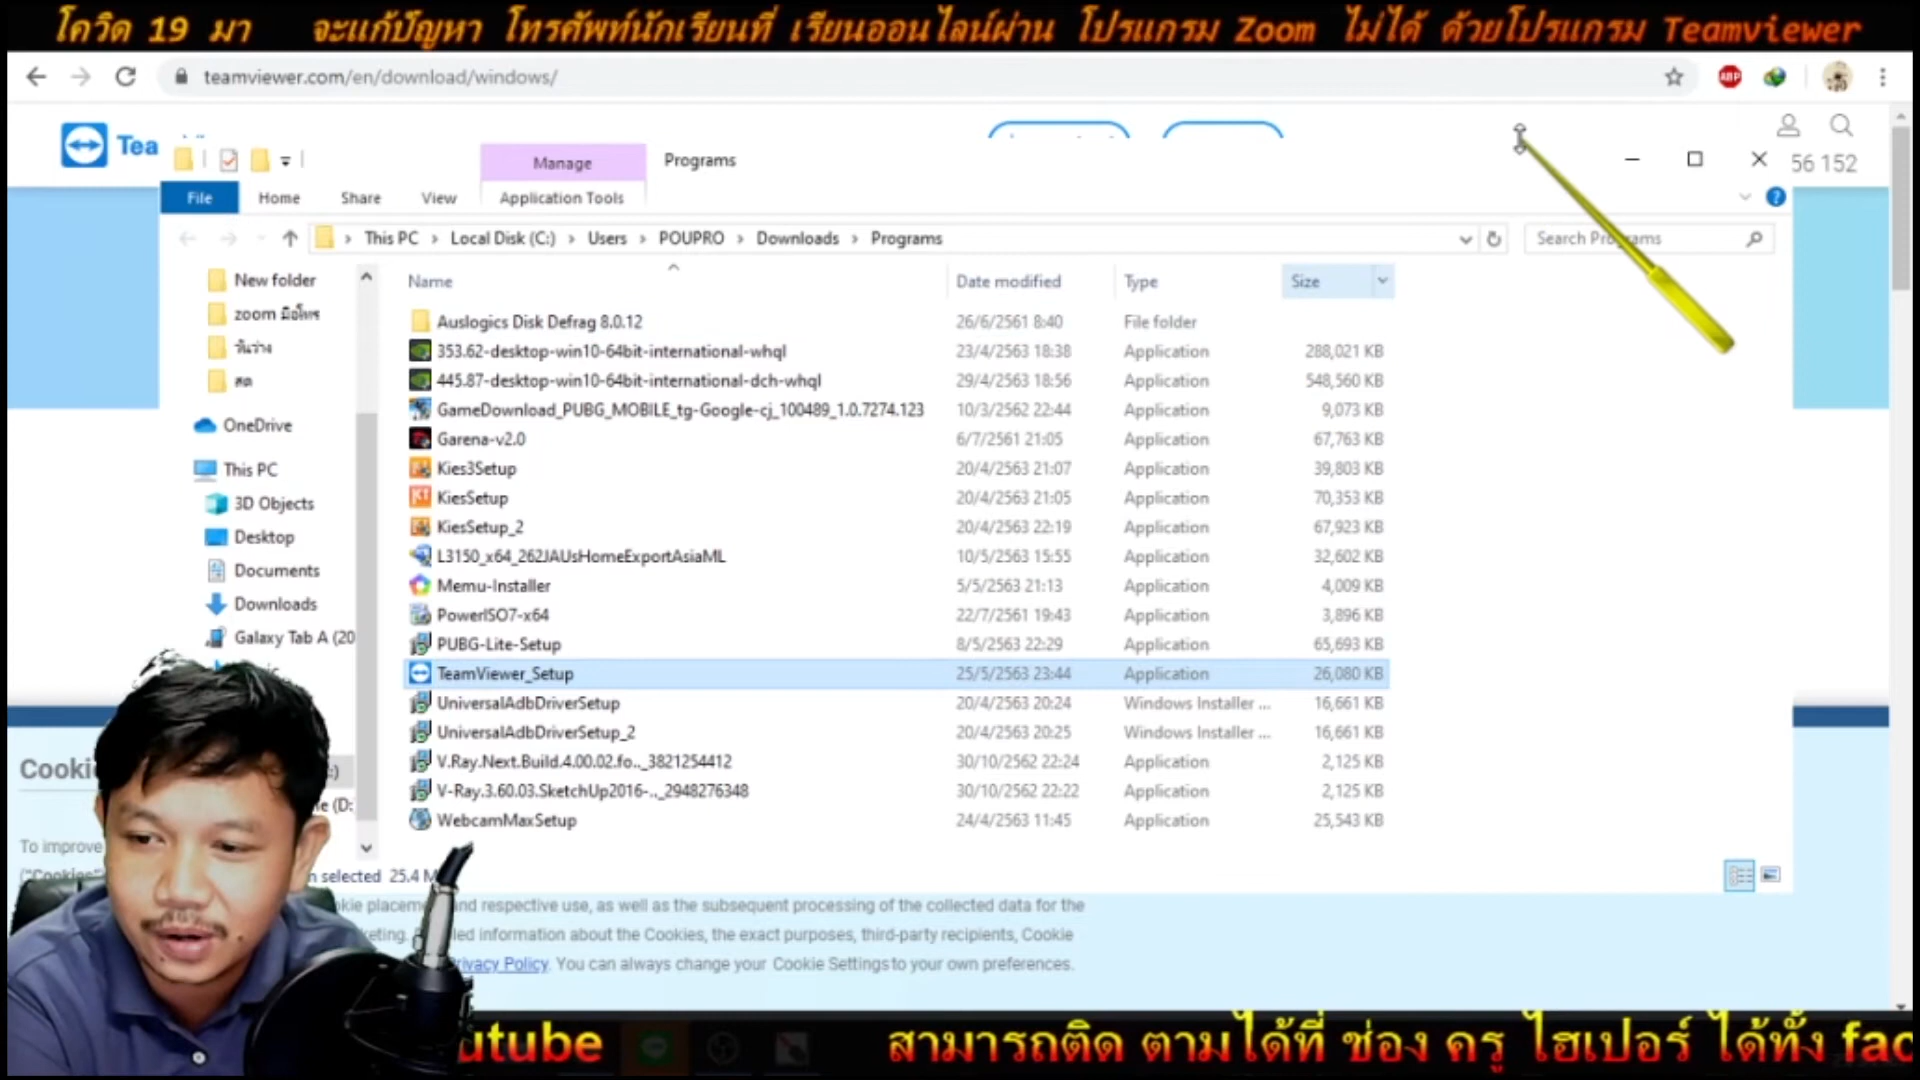 โควิด 19 มา จะแก้ปัญหา โทรศัพท์นักเรียนที่ เรียนออนไลน์ผ่าน โปรแกรม Zoom ไม่ได้ ด้วยโปรแกรม Teamviewer
teamviewer.com/en/download/windows/
ABP
Tea
Manage
Programs
56 152
File
Home
Share
View
Application Tools
This PC
Local Disk (C:)
Users
POUPRO
Downloads
Programs
Search Programs
Name
Date modified
Type
Size
New folder
zoom มือโทร
วันว่าง
สด
OneDrive
This PC
3D Objects
Desktop
Documents
Downloads
Galaxy Tab A (20
:)
e (D:
Auslogics Disk Defrag 8.0.12 26/6/2561 8:40 File folder
353.62-desktop-win10-64bit-international-whql 23/4/2563 18:38 Application 288,021 KB
445.87-desktop-win10-64bit-international-dch-whql 29/4/2563 18:56 Application 548,560 KB
GameDownload_PUBG_MOBILE_tg-Google-cj_100489_1.0.7274.123 10/3/2562 22:44 Application 9,073 KB
Garena-v2.0 6/7/2561 21:05 Application 67,763 KB
Kies3Setup 20/4/2563 21:07 Application 39,803 KB
KiesSetup 20/4/2563 21:05 Application 70,353 KB
KiesSetup_2 20/4/2563 22:19 Application 67,923 KB
L3150_x64_262JAUsHomeExportAsiaML 10/5/2563 15:55 Application 32,602 KB
Memu-Installer 5/5/2563 21:13 Application 4,009 KB
PowerISO7-x64 22/7/2561 19:43 Application 3,896 KB
PUBG-Lite-Setup 8/5/2563 22:29 Application 65,693 KB
TeamViewer_Setup 25/5/2563 23:44 Application 26,080 KB
UniversalAdbDriverSetup 20/4/2563 20:24 Windows Installer ... 16,661 KB
UniversalAdbDriverSetup_2 20/4/2563 20:25 Windows Installer ... 16,661 KB
V.Ray.Next.Build.4.00.02.fo.._3821254412 30/10/2562 22:24 Application 2,125 KB
V-Ray.3.60.03.SketchUp2016-.._2948276348 30/10/2562 22:22 Application 2,125 KB
WebcamMaxSetup 24/4/2563 11:45 Application 25,543 KB
selected 25.4 M
Cooki
To improve
("Cookies"
kie placeme nd respective use, as well as the subsequent processing of the collected data for the
keting. led information about the Cookies, the exact purposes, third-party recipients, Cookie
rivacy Policy. You can always change your Cookie Settings to your own preferences.
utube สามารถติด ตามได้ที่ ช่อง ครู ไฮเปอร์ ได้ทั้ง fac